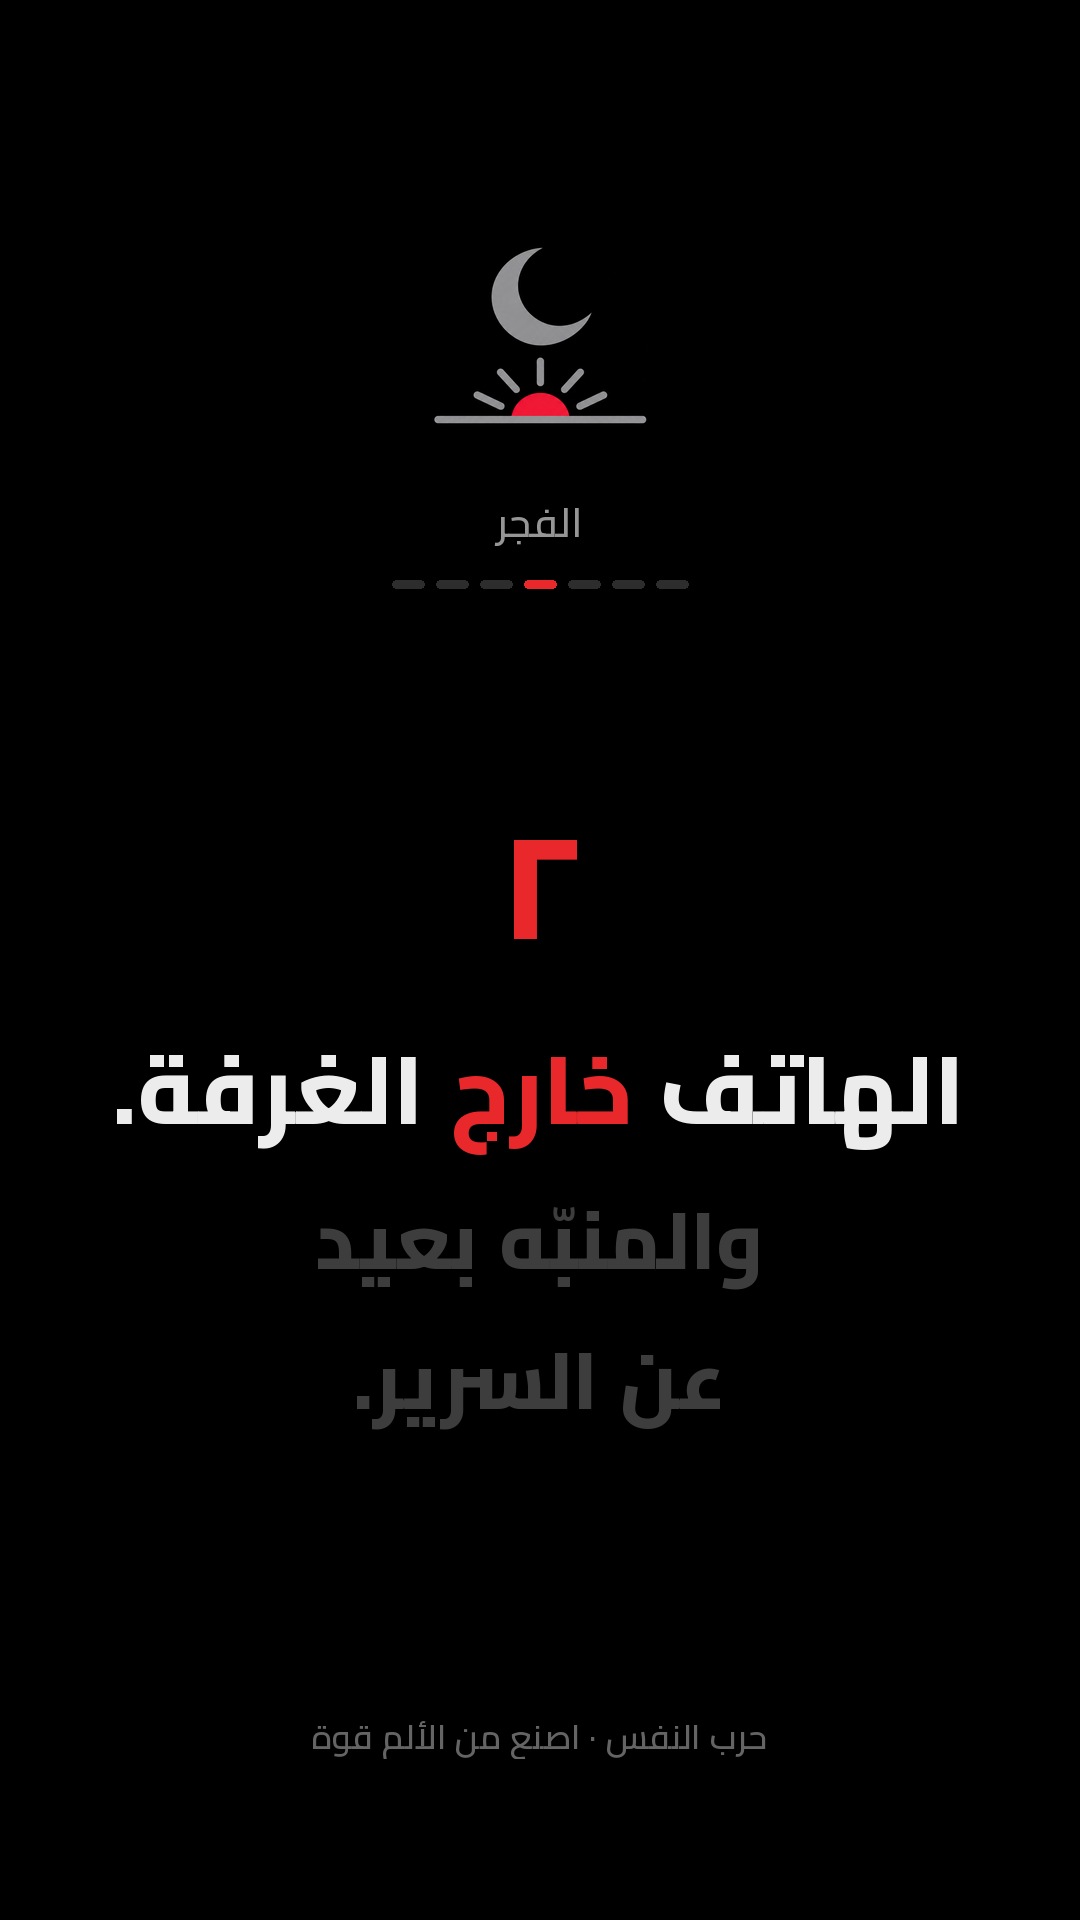 الفجر
٢
الهاتف خارج الغرفة.
والمنبّه بعيد
عن السرير.
حرب النفس · اصنع من الألم قوة